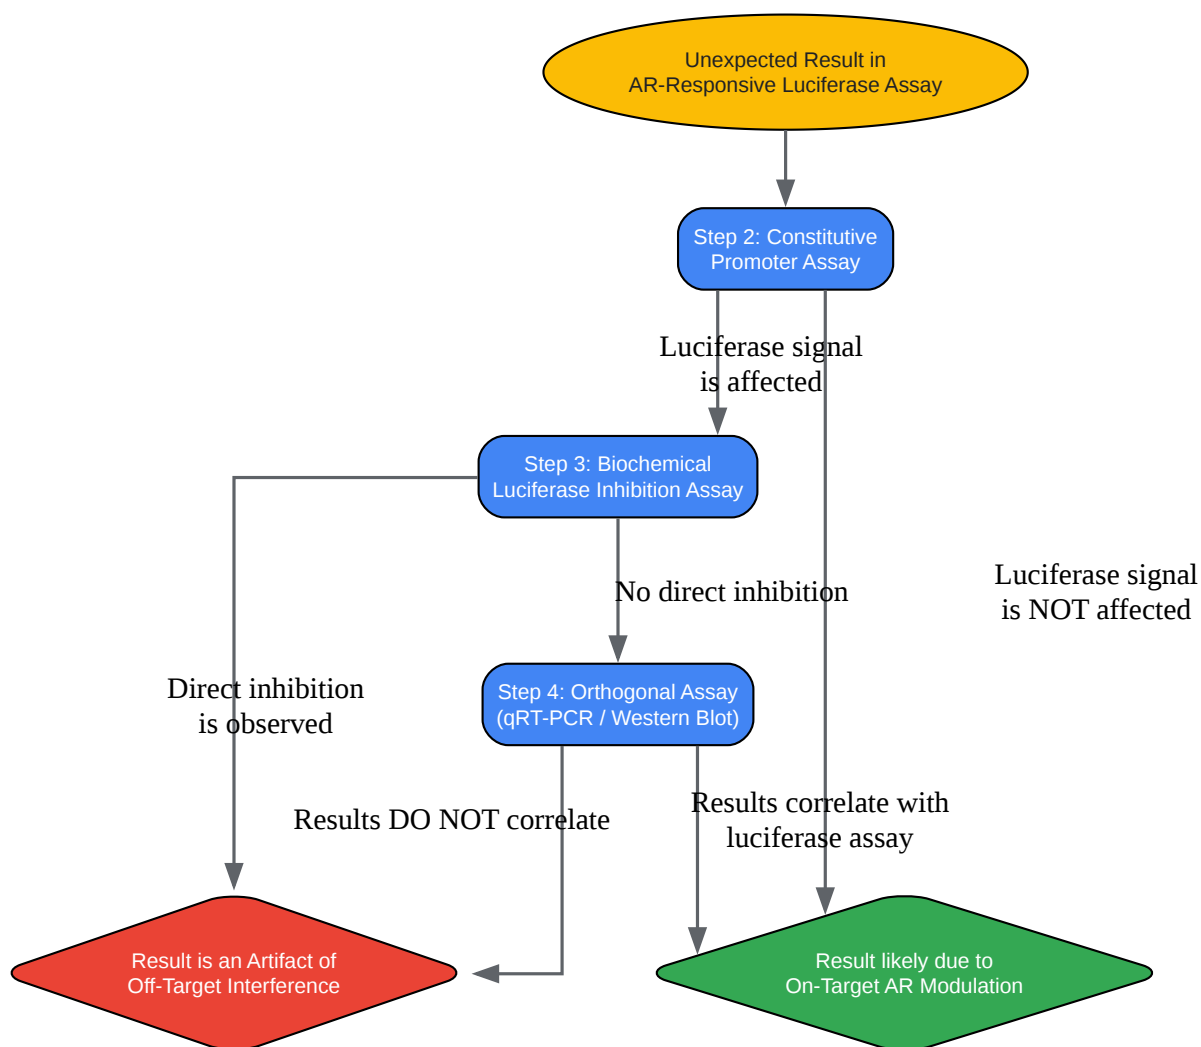 Unexpected Result in
AR-Responsive Luciferase Assay
Step 2: Constitutive
Promoter Assay
Luciferase signal
is affected
Step 3: Biochemical
Luciferase Inhibition Assay
No direct inhibition
Luciferase signal
is NOT affected
Step 4: Orthogonal Assay
(qRT-PCR / Western Blot)
Direct inhibition
is observed
Results DO NOT correlate
Results correlate with
luciferase assay
Result is an Artifact of
Off-Target Interference
Result likely due to
On-Target AR Modulation